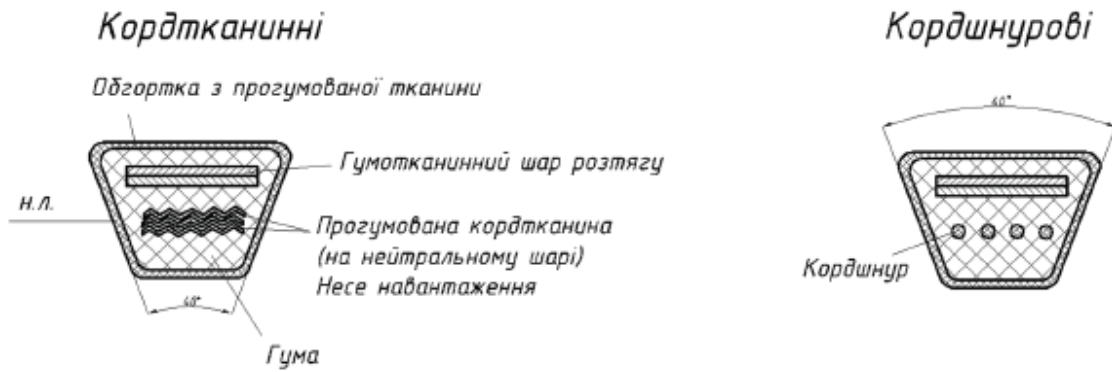 Кордтканинні
Кордшнурові
Обгортка з прогумованої тканини
40°
Гумотканинний шар розтягу
н.л.
Прогумована кордтканина
(на нейтральному шарі)
Несе навантаження
Кордшнур
40°
Гума